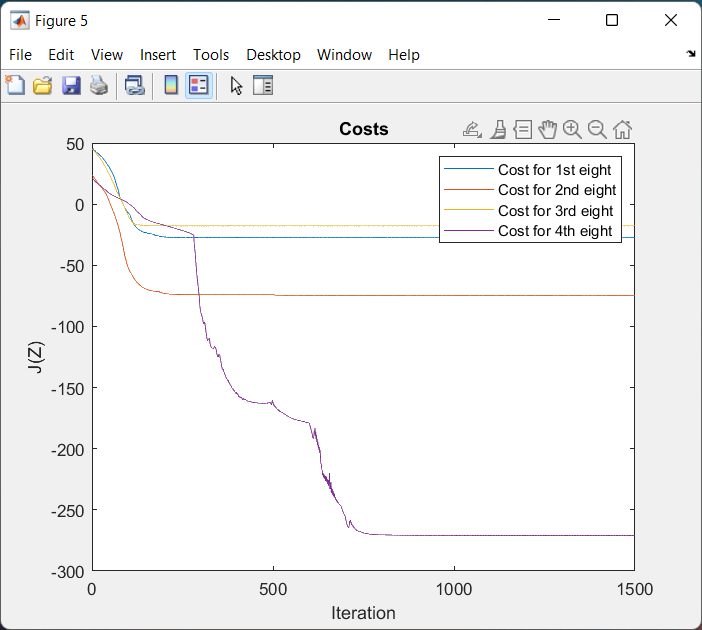 Figure 5
File Edit View Insert Tools Desktop Window Help
Costs
50
0
-50
-100
-150
-200
-250
-300
J(Z)
Cost for 1st eight
Cost for 2nd eight
Cost for 3rd eight
Cost for 4th eight
0 500 1000 1500
Iteration